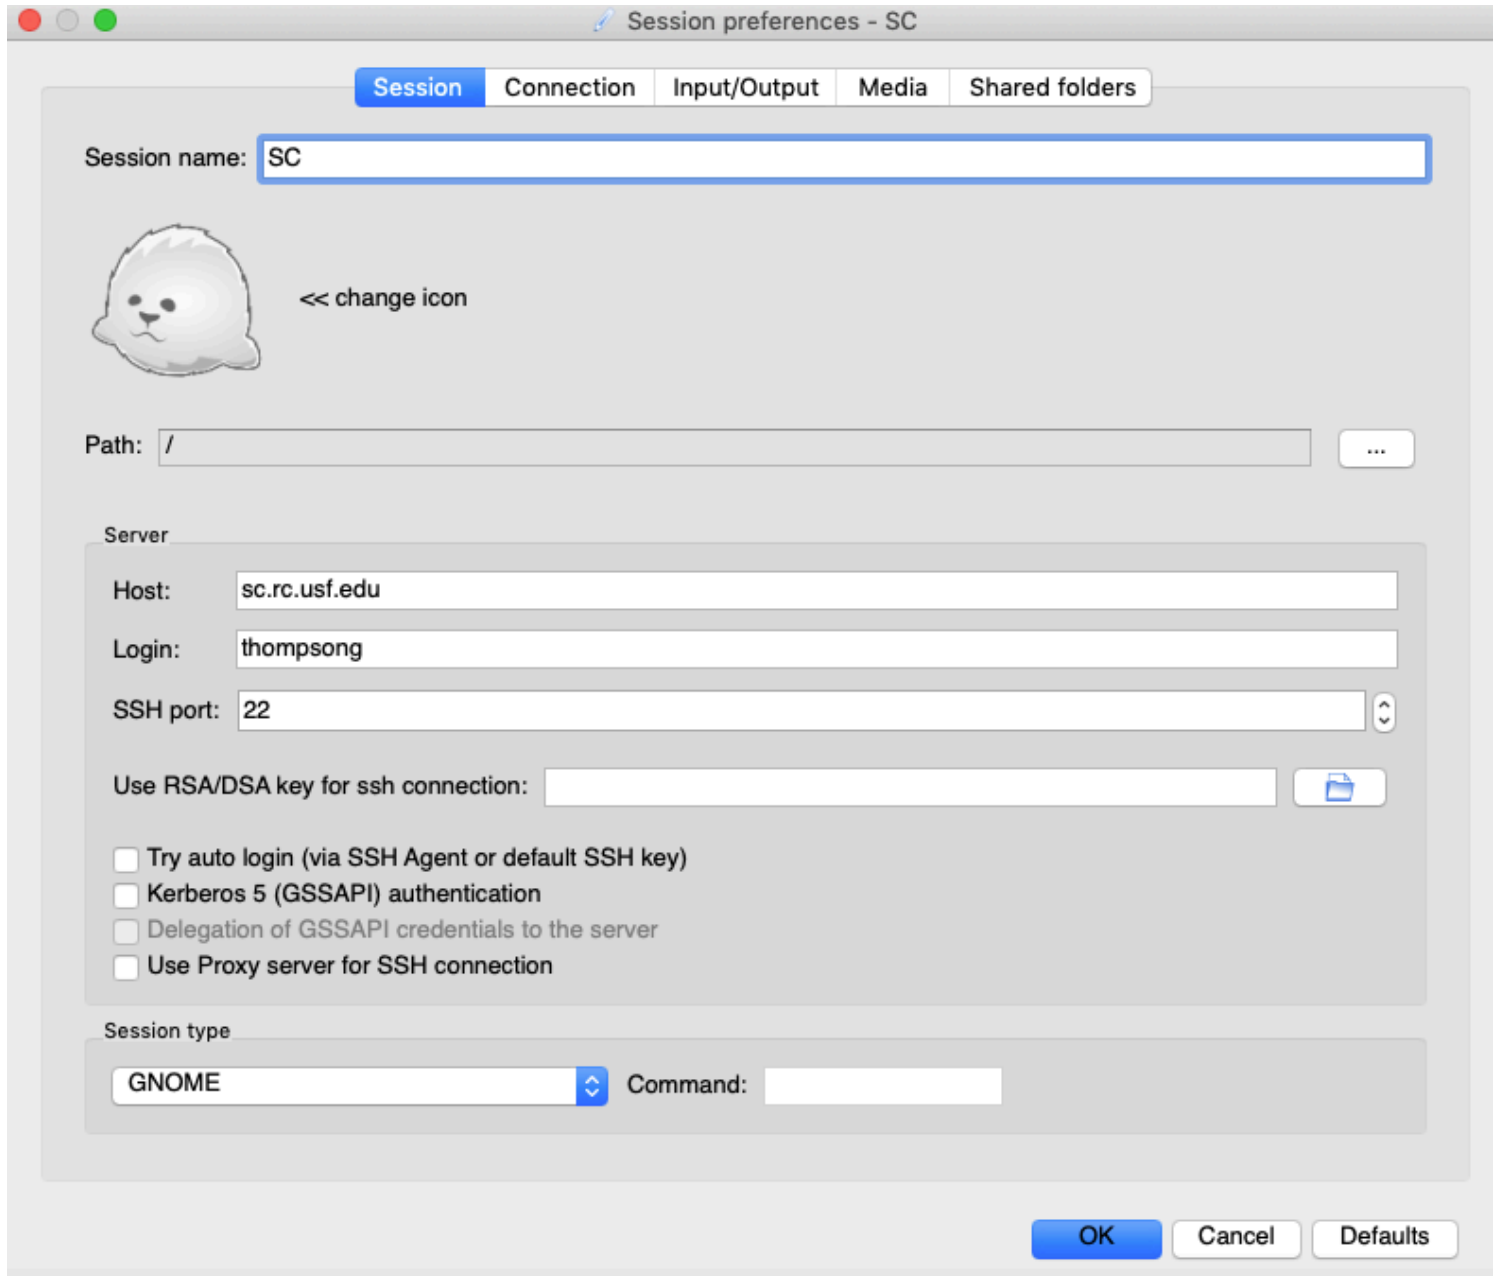 Session preferences - SC
Session Connection Input/Output Media Shared folders
Session name: SC
<< change icon
Path: / ...
Server
Host: sc.rc.usf.edu
Login: thompsong
SSH port: 22
Use RSA/DSA key for ssh connection:
Try auto login (via SSH Agent or default SSH key)
Kerberos 5 (GSSAPI) authentication
Delegation of GSSAPI credentials to the server
Use Proxy server for SSH connection
Session type
GNOME Command:
OK Cancel Defaults